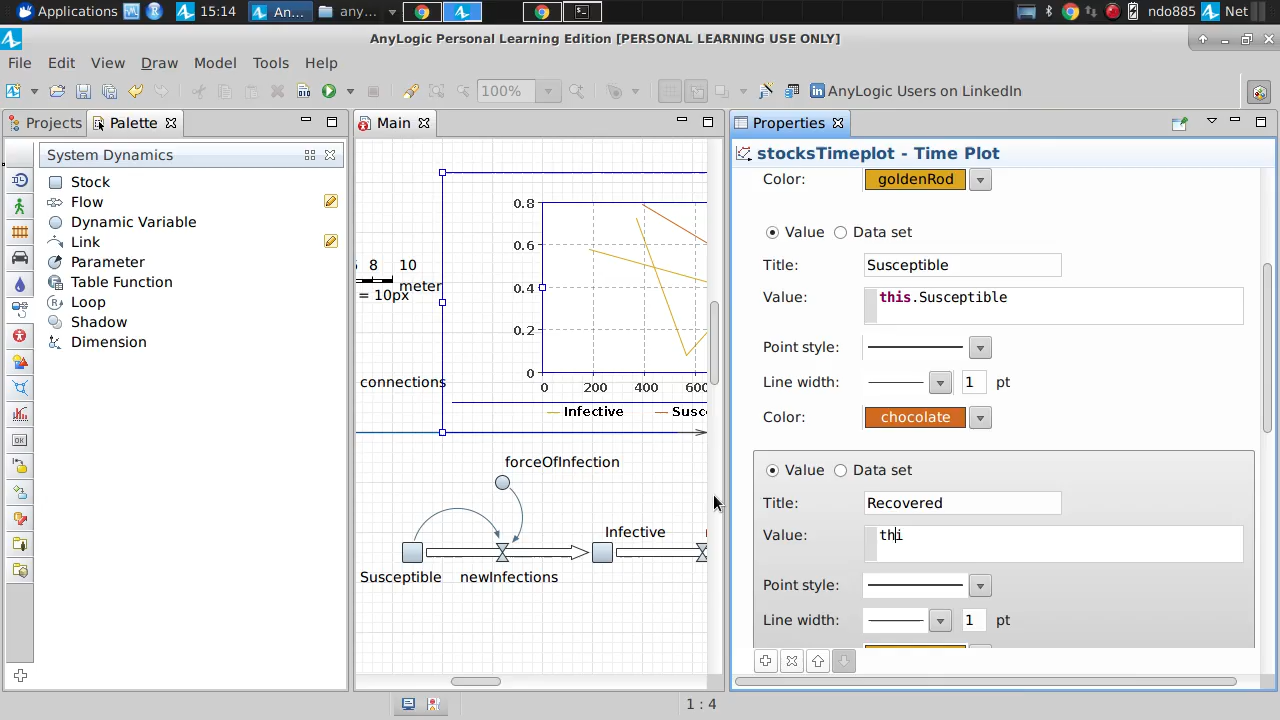 Applications 15:14 An... any... ndo885 Net
AnyLogic Personal Learning Edition [PERSONAL LEARNING USE ONLY]
File Edit View Draw Model Tools Help
100% AnyLogic Users on LinkedIn
Projects Palette Main Properties
System Dynamics
Stock
Flow
Dynamic Variable
Link
Parameter
Table Function
Loop
Shadow
Dimension
8 10
meter
= 10px
connections
0.8
0.6
0.4
0.2
0
0 200 400 600
Infective Susc
forceOfInfection
Infective
Susceptible newInfections
stocksTimeplot - Time Plot
Color: goldenRod
Value Data set
Title: Susceptible
Value: this.Susceptible
Point style:
Line width: 1 pt
Color: chocolate
Value Data set
Title: Recovered
Value: thi
Point style:
Line width: 1 pt
1 : 4